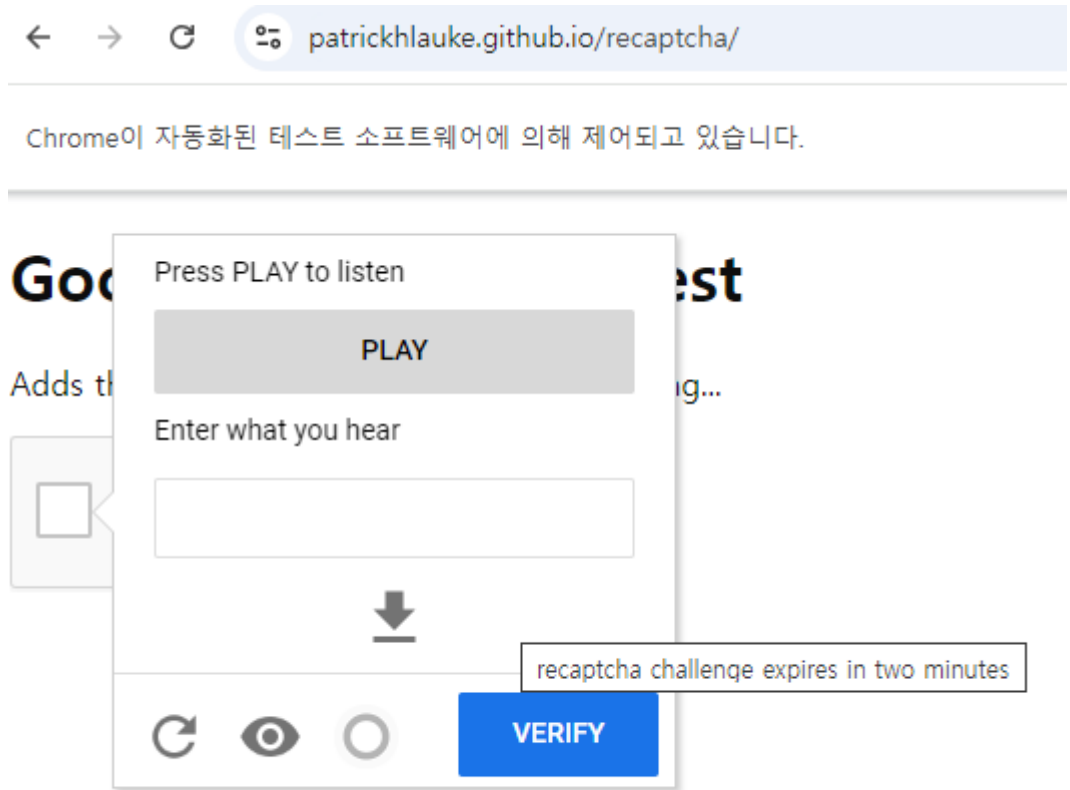 patrickhlauke.github.io/recaptcha/
Chrome이 자동화된 테스트 소프트웨어에 의해 제어되고 있습니다.
Press PLAY to listen
PLAY
Adds
Enter what you hear
recaptcha challenge expires in two minutes
VERIFY